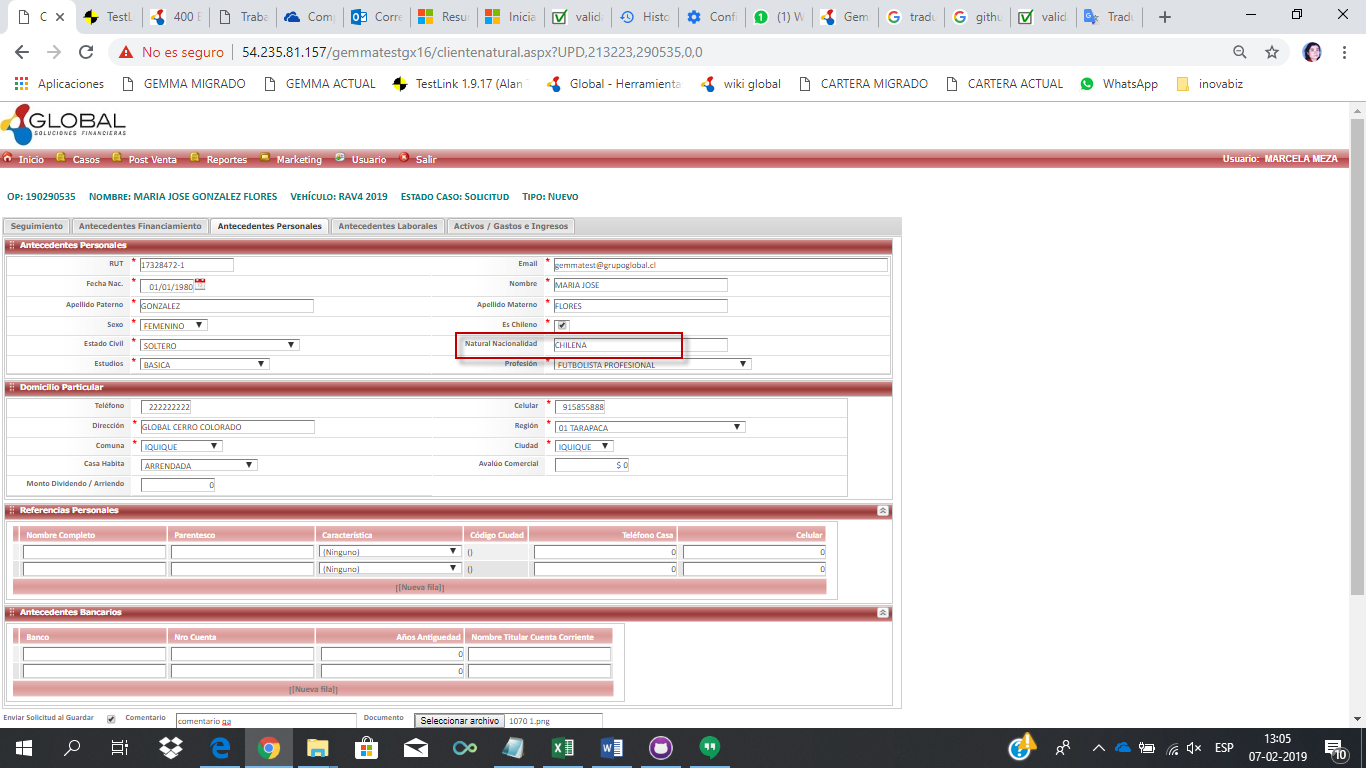 C
TestL
400 E
Traba
Com
Corre
Resu
Inicia
valida
Histo
Confi
(1) W
Gem
tradu
githu
valid
Tradu
No es seguro
54.235.81.157/gemmatestgx16/clientenatural.aspx?UPD,213223,290535,0,0
Aplicaciones GEMMA MIGRADO GEMMA ACTUAL TestLink 1.9.17 (Alan Global - Herramienta wiki global CARTERA MIGRADO CARTERA ACTUAL WhatsApp inovabiz
GLOBAL
SOLUCIONES FINANCIERAS
Inicio Casos Post Venta Reportes Marketing Usuario Salir Usuario: MARCELA MEZA
OP: 190290535 NOMBRE: MARIA JOSE GONZALEZ FLORES VEHÍCULO: RAV4 2019 ESTADO CASO: SOLICITUD TIPO: NUEVO
Seguimiento Antecedentes Financiamiento Antecedentes Personales Antecedentes Laborales Activos / Gastos e Ingresos
Antecedentes Personales
RUT * 17328472-1 Email * gemmatest@grupoglobal.cl
Fecha Nac. * 01/01/1980 Nombre * MARIA JOSE
Apellido Paterno * GONZALEZ Apellido Materno * FLORES
Sexo * FEMENINO Es Chileno *
Estado Civil * SOLTERO Natural Nacionalidad CHILENA
Estudios * BASICA Profesión * FUTBOLISTA PROFESIONAL
Domicilio Particular
Teléfono 222222222 Celular * 915855888
Dirección * GLOBAL CERRO COLORADO Región * 01 TARAPACA
Comuna * IQUIQUE Ciudad * IQUIQUE
Casa Habita ARRENDADA Avalúo Comercial $ 0
Monto Dividendo / Arriendo 0
Referencias Personales
Nombre Completo Parentesco Característica Código Ciudad Teléfono Casa Celular
(Ninguno) () 0 0
(Ninguno) () 0 0
[[Nueva fila]]
Antecedentes Bancarios
Banco Nro Cuenta Años Antiguedad Nombre Titular Cuenta Corriente
0
0
[[Nueva fila]]
Enviar Solicitud al Guardar Comentario comentario ga Documento Seleccionar archivo 1070 1.png
ESP
13:05
07-02-2019
10